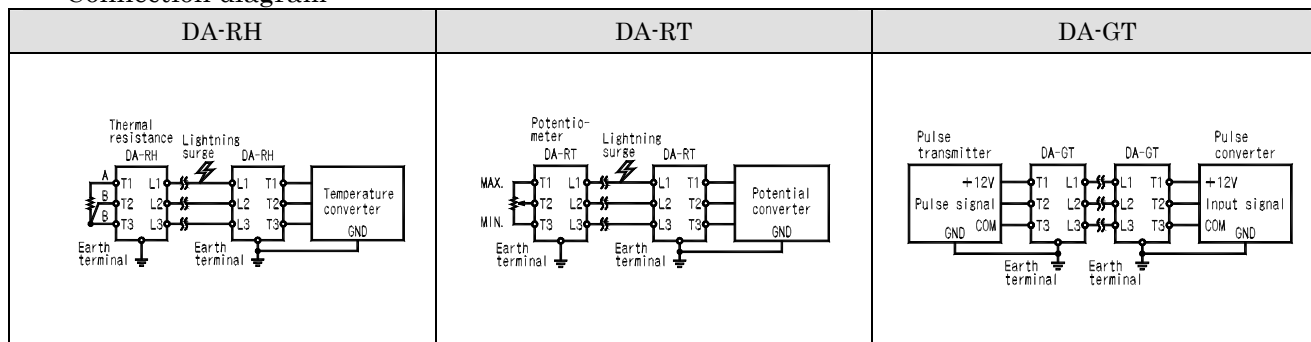 Connection diagram
DA-RH
DA-RT
DA-GT
Thermal
resistance
Lightning
surge
DA-RH
DA-RH
A
T1
L1
L1
T1
B
T2
L2
L2
T2
B
T3
L3
L3
T3
Temperature
converter
GND
Earth
terminal
Earth
terminal
Potentio-
meter
Lightning
surge
DA-RT
DA-RT
MAX.
T1
L1
L1
T1
T2
L2
L2
T2
MIN.
T3
L3
L3
T3
Potential
converter
GND
Earth
terminal
Earth
terminal
Pulse
transmitter
DA-GT
DA-GT
Pulse
converter
+12V
T1
L1
L1
T1
+12V
Pulse signal
T2
L2
L2
T2
Input signal
COM
T3
L3
L3
T3
COM
GND
GND
Earth
terminal
Earth
terminal